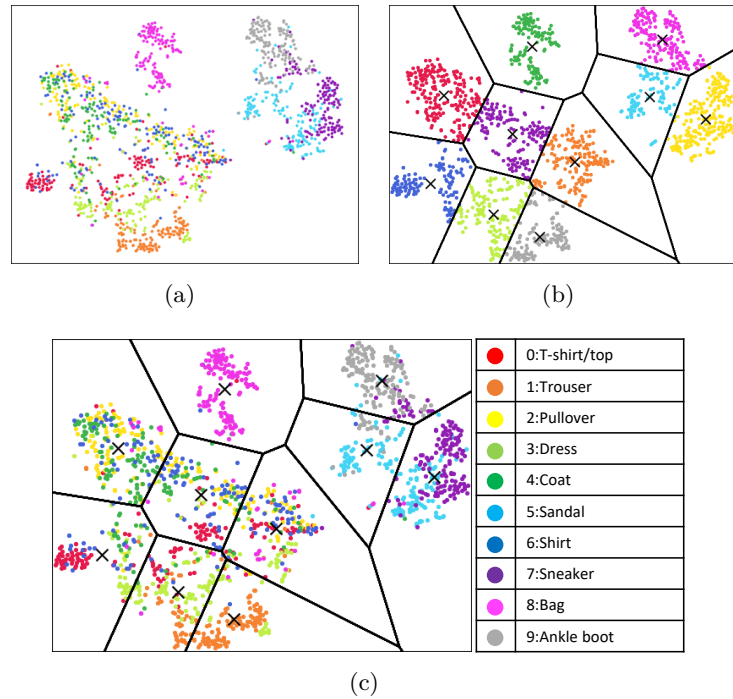 (a)
(b)
0:T-shirt/top
1:Trouser
2:Pullover
3:Dress
4:Coat
5:Sandal
6:Shirt
7:Sneaker
8:Bag
9:Ankle boot
(c)